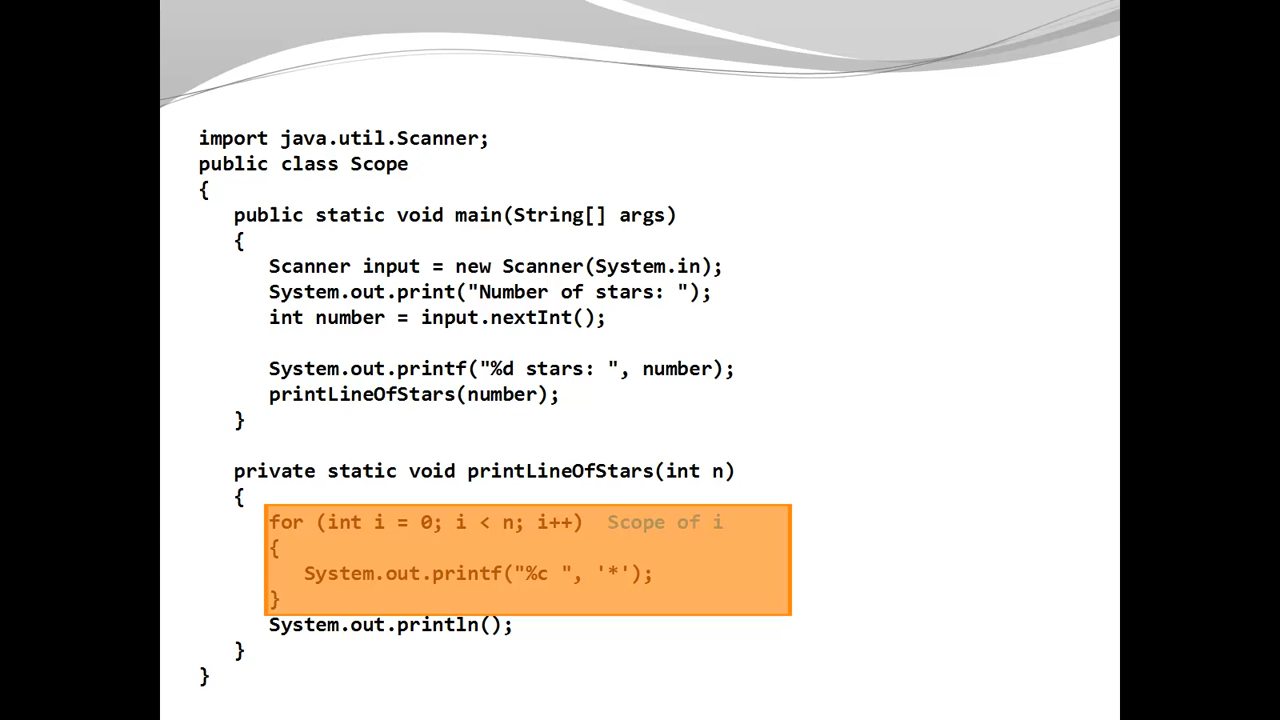 import java.util.Scanner;
public class Scope
{
   public static void main(String[] args)
   {
      Scanner input = new Scanner(System.in);
      System.out.print("Number of stars: ");
      int number = input.nextInt();

      System.out.printf("%d stars: ", number);
      printLineOfStars(number);
   }

   private static void printLineOfStars(int n)
   {
      for (int i = 0; i < n; i++)  Scope of i
      {
         System.out.printf("%c ", '*');
      }
      System.out.println();
   }
}